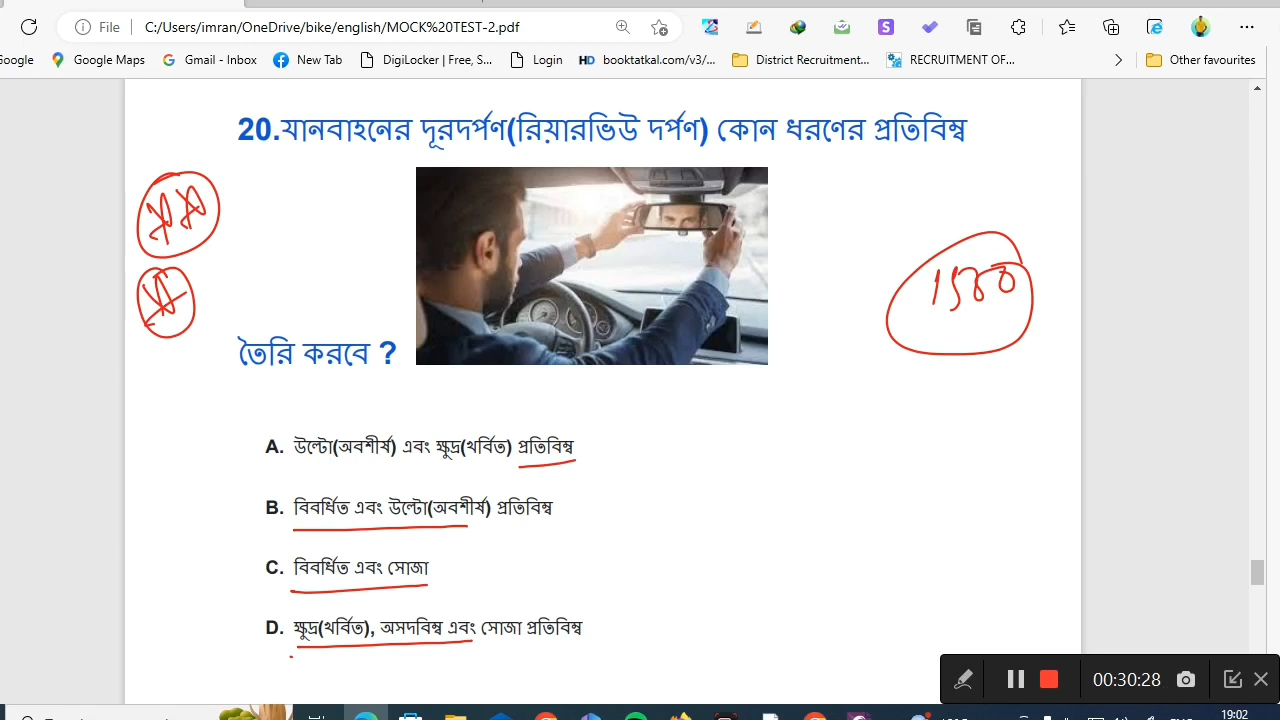 File C:/Users/imran/OneDrive/bike/english/MOCK%20TEST-2.pdf
Google Maps Gmail - Inbox New Tab DigiLocker | Free, S... Login HD booktatkal.com/v3/... District Recruitment... RECRUITMENT OF... Other favourites
20.যানবাহনের দূরদর্পণ(রিয়ারভিউ দর্পণ) কোন ধরণের প্রতিবিম্ব
তৈরি করবে ?
A. উল্টো(অবশীর্ষ) এবং ক্ষুদ্র(খর্বিত) প্রতিবিম্ব
B. বিবর্ধিত এবং উল্টো(অবশীর্ষ) প্রতিবিম্ব
C. বিবর্ধিত এবং সোজা
D. ক্ষুদ্র(খর্বিত), অসদবিম্ব এবং সোজা প্রতিবিম্ব
00:30:28
19:02